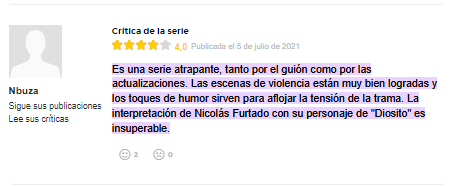 Crítica de la serie
4,0 Publicada el 5 de julio de 2021
Es una serie atrapante, tanto por el guión como por las
actualizaciones. Las escenas de violencia están muy bien logradas y
los toques de humor sirven para aflojar la tensión de la trama. La
interpretación de Nicolás Furtado con su personaje de "Diosito" es
insuperable.
Nbuza
Sigue sus publicaciones
Lee sus críticas
2 0